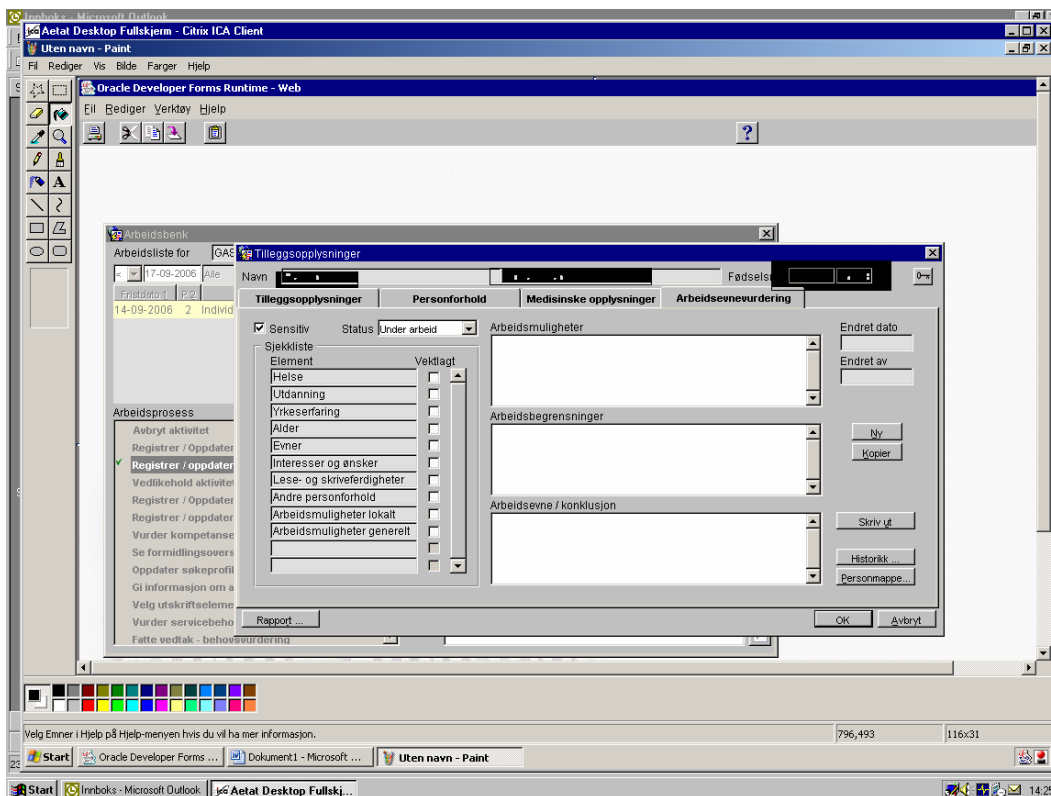 Innboks - Microsoft Outlook
Aetat Desktop Fullskjerm - Citrix ICA Client
Uten navn - Paint
Fil Rediger Vis Bilde Farger Hjelp
Oracle Developer Forms Runtime - Web
Fil Rediger Verktøy Hjelp
Arbeidsbenk
Arbeidsliste for GAS
17-09-2006 Alle
Fristdato 1 P 2
14-09-2006 2 Individ
Arbeidsprosess
Avbryt aktivitet
Registrer / Oppdater
Registrer / oppdater
Vedlikehold aktivitet
Registrer / Oppdater
Registrer / oppdater
Vurder kompetanse
Se formidlingsovers
Oppdater søkeprofil
Gi informasjon om a
Velg utskriftseleme
Vurder servicebeho
Fatte vedtak - behovsvurdering
Tilleggsopplysninger
Navn Fødselsr
Tilleggsopplysninger Personforhold Medisinske opplysninger Arbeidsevnevurdering
Sensitiv Status Under arbeid
Sjekkliste
Element Vektlagt
Helse
Utdanning
Yrkeserfaring
Alder
Evner
Interesser og ønsker
Lese- og skriveferdigheter
Andre personforhold
Arbeidsmuligheter lokalt
Arbeidsmuligheter generelt
Arbeidsmuligheter
Arbeidsbegrensninger
Arbeidsevne / konklusjon
Endret dato
Endret av
Ny
Kopier
Skriv ut
Historikk ...
Personmappe...
Rapport ... OK Avbryt
Velg Emner i Hjelp på Hjelp-menyen hvis du vil ha mer informasjon. 796,493 116x31
Start Oracle Developer Forms ... Dokument1 - Microsoft ... Uten navn - Paint
Start Innboks - Microsoft Outlook Aetat Desktop Fullskj... 14:25